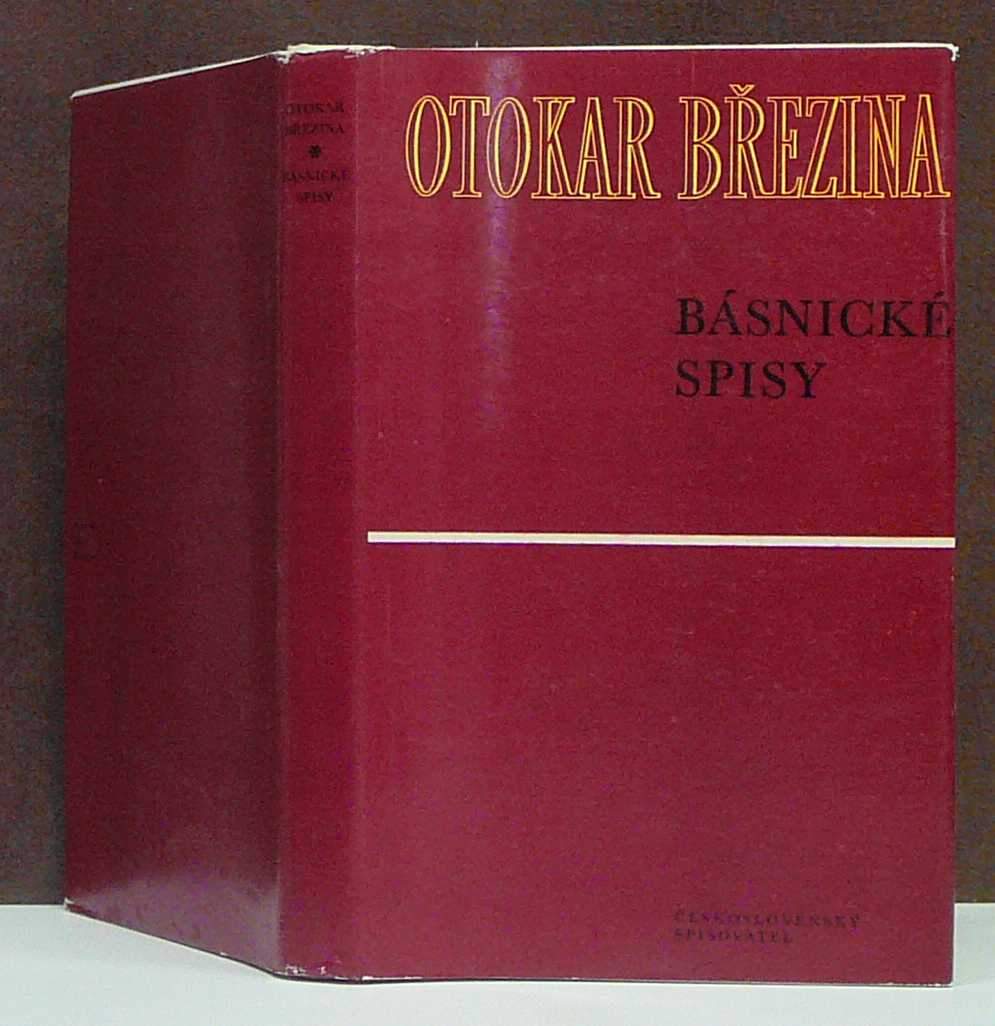 OTOKAR
BŘEZINA
*
BÁSNICKÉ
SPISY
OTOKAR BŘEZINA
BÁSNICKÉ
SPISY
ČESKOSLOVENSKÝ
SPISOVATEL